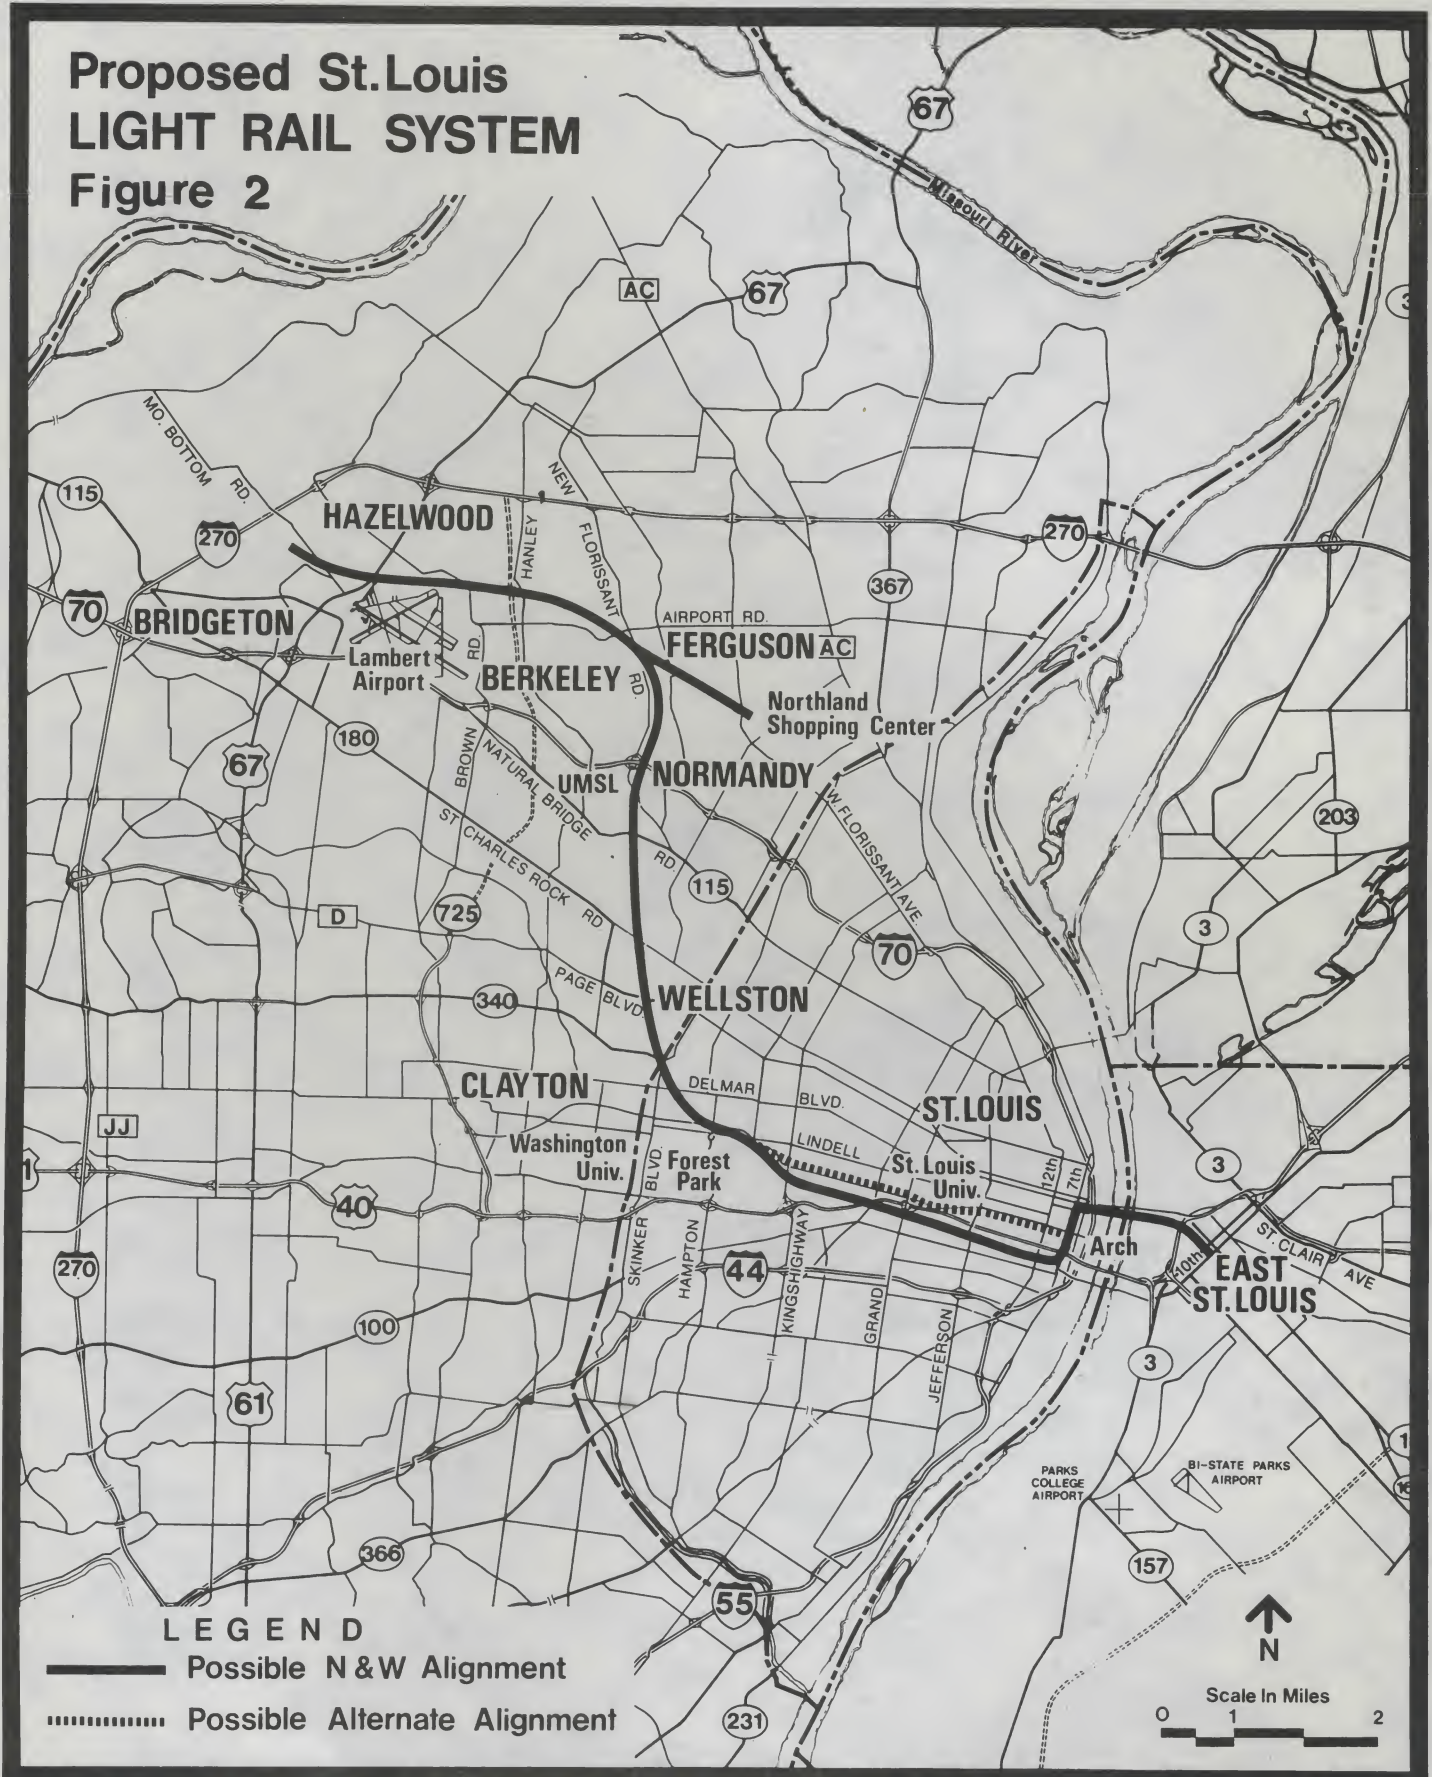 Proposed St.Louis
LIGHT RAIL SYSTEM
Figure 2
67
Missouri River
AC
67
3
MO. BOTTOM RD.
115
HAZELWOOD
270
HANLEY RD.
NEW FLORISSANT RD.
270
367
70
BRIDGETON
AIRPORT RD.
FERGUSON
AC
Lambert
Airport
BERKELEY
Northland
Shopping Center
180
67
BROWN
NATURAL BRIDGE RD.
UMSL
NORMANDY
W. FLORISSANT AVE.
203
ST. CHARLES ROCK RD
115
725
D
70
3
340
PAGE BLVD.
WELLSTON
CLAYTON
DELMAR BLVD.
ST.LOUIS
JJ
Washington
Univ.
Forest
Park
LINDELL
St. Louis
Univ.
12th
7th
3
1
40
SKINKER BLVD.
HAMPTON
KINGSHIGHWAY
Arch
10th
ST. CLAIR AVE
EAST
ST.LOUIS
270
44
GRAND
JEFFERSON
100
3
61
1
PARKS
COLLEGE
AIRPORT
BI-STATE PARKS
AIRPORT
16
366
157
55
N
LEGEND
Possible N&W Alignment
Possible Alternate Alignment
231
Scale In Miles
0 1 2